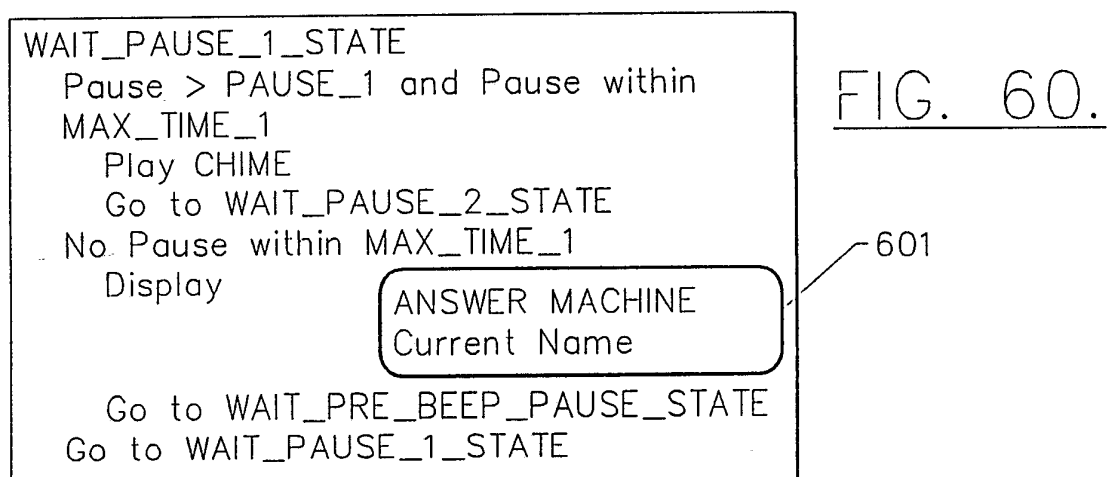 WAIT_PAUSE_1_STATE
Pause > PAUSE_1 and Pause within
MAX_TIME_1
Play CHIME
Go to WAIT_PAUSE_2_STATE
No Pause within MAX_TIME_1
Display
ANSWER MACHINE
Current Name
Go to WAIT_PRE_BEEP_PAUSE_STATE
Go to WAIT_PAUSE_1_STATE
FIG. 60.
601